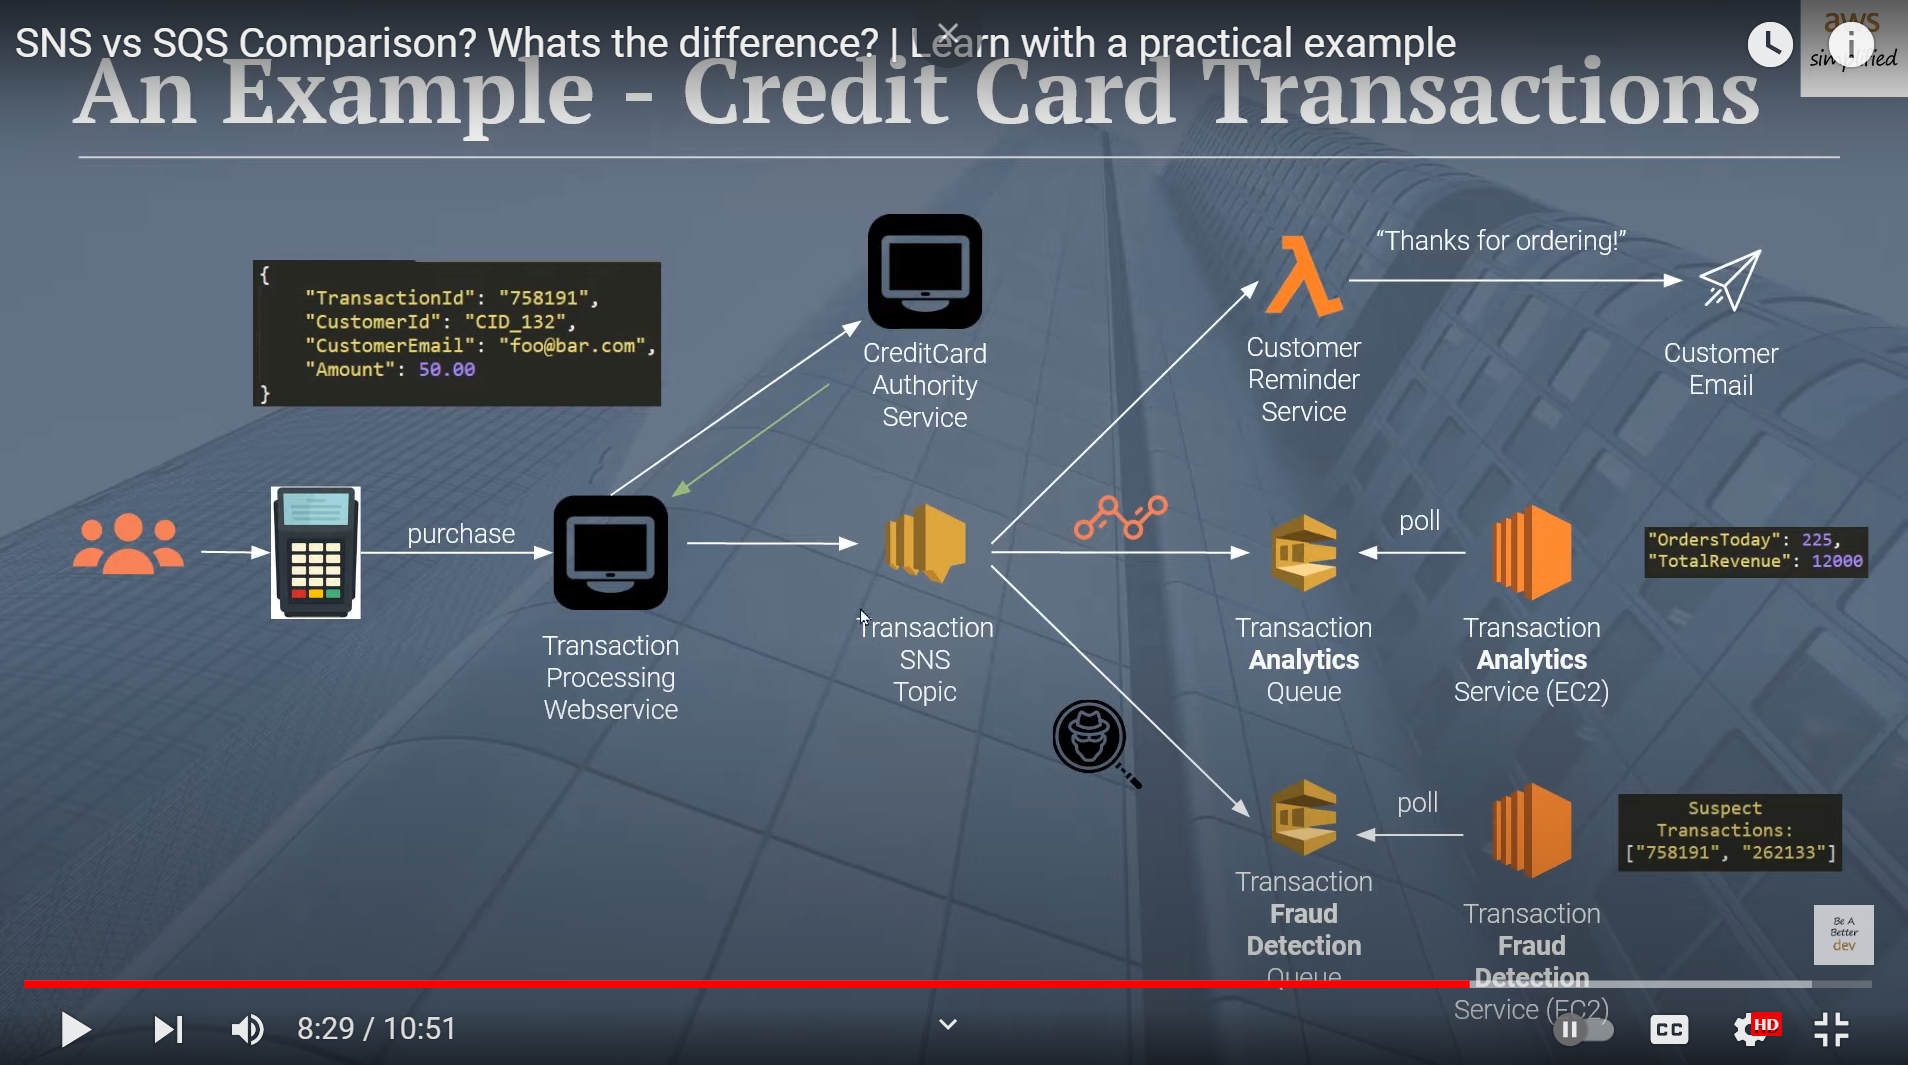 SNS vs SQS Comparison? Whats the difference? | Learn with a practical example
aws
simplified
An Example - Credit Card Transactions
{
"TransactionId": "758191",
"CustomerId": "CID_132",
"CustomerEmail": "foo@bar.com",
"Amount": 50.00
}
CreditCard
Authority
Service
"Thanks for ordering!"
Customer
Reminder
Service
Customer
Email
purchase
Transaction
Processing
Webservice
Transaction
SNS
Topic
Transaction
Analytics
Queue
poll
Transaction
Analytics
Service (EC2)
"OrdersToday": 225,
"TotalRevenue": 12000
Transaction
Fraud
Detection
Queue
poll
Transaction
Fraud
Detection
Service (EC2)
Suspect
Transactions:
["758191", "262133"]
Be A
Better
dev
8:29 / 10:51
CC
HD